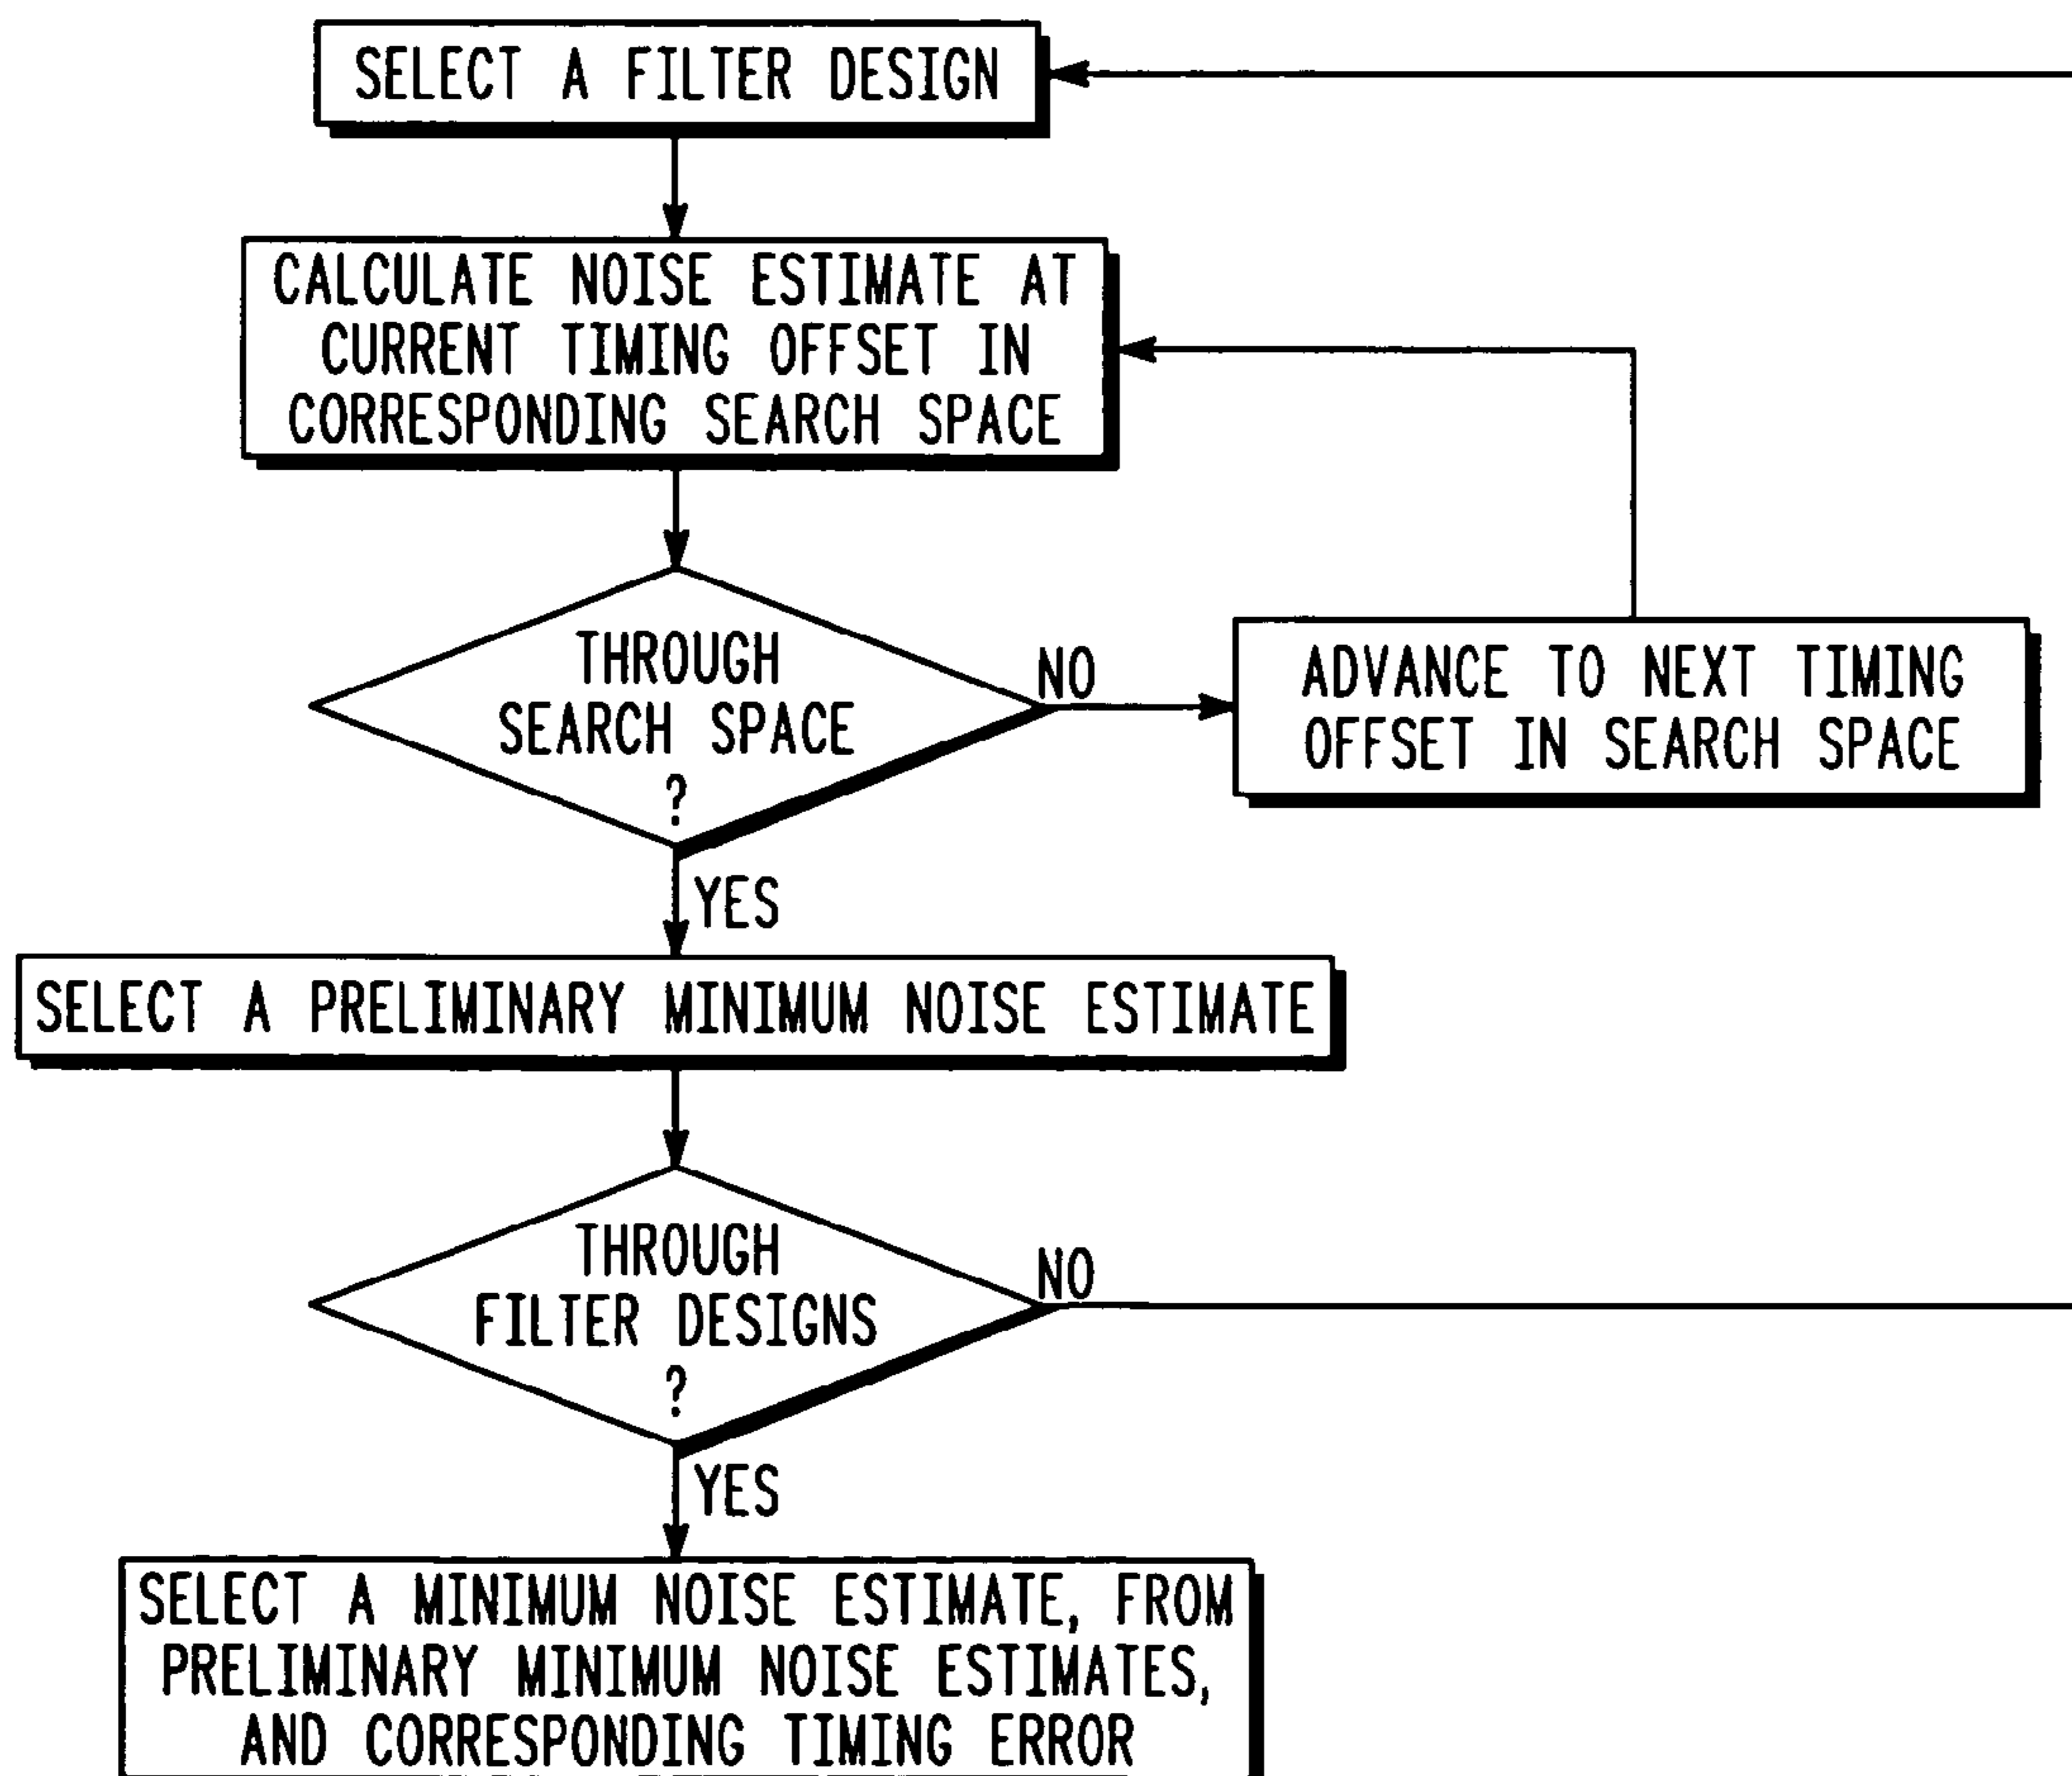 SELECT A FILTER DESIGN
CALCULATE NOISE ESTIMATE AT
CURRENT TIMING OFFSET IN
CORRESPONDING SEARCH SPACE
THROUGH
SEARCH SPACE
?
NO
ADVANCE TO NEXT TIMING
OFFSET IN SEARCH SPACE
YES
SELECT A PRELIMINARY MINIMUM NOISE ESTIMATE
THROUGH
FILTER DESIGNS
?
NO
YES
SELECT A MINIMUM NOISE ESTIMATE, FROM
PRELIMINARY MINIMUM NOISE ESTIMATES,
AND CORRESPONDING TIMING ERROR